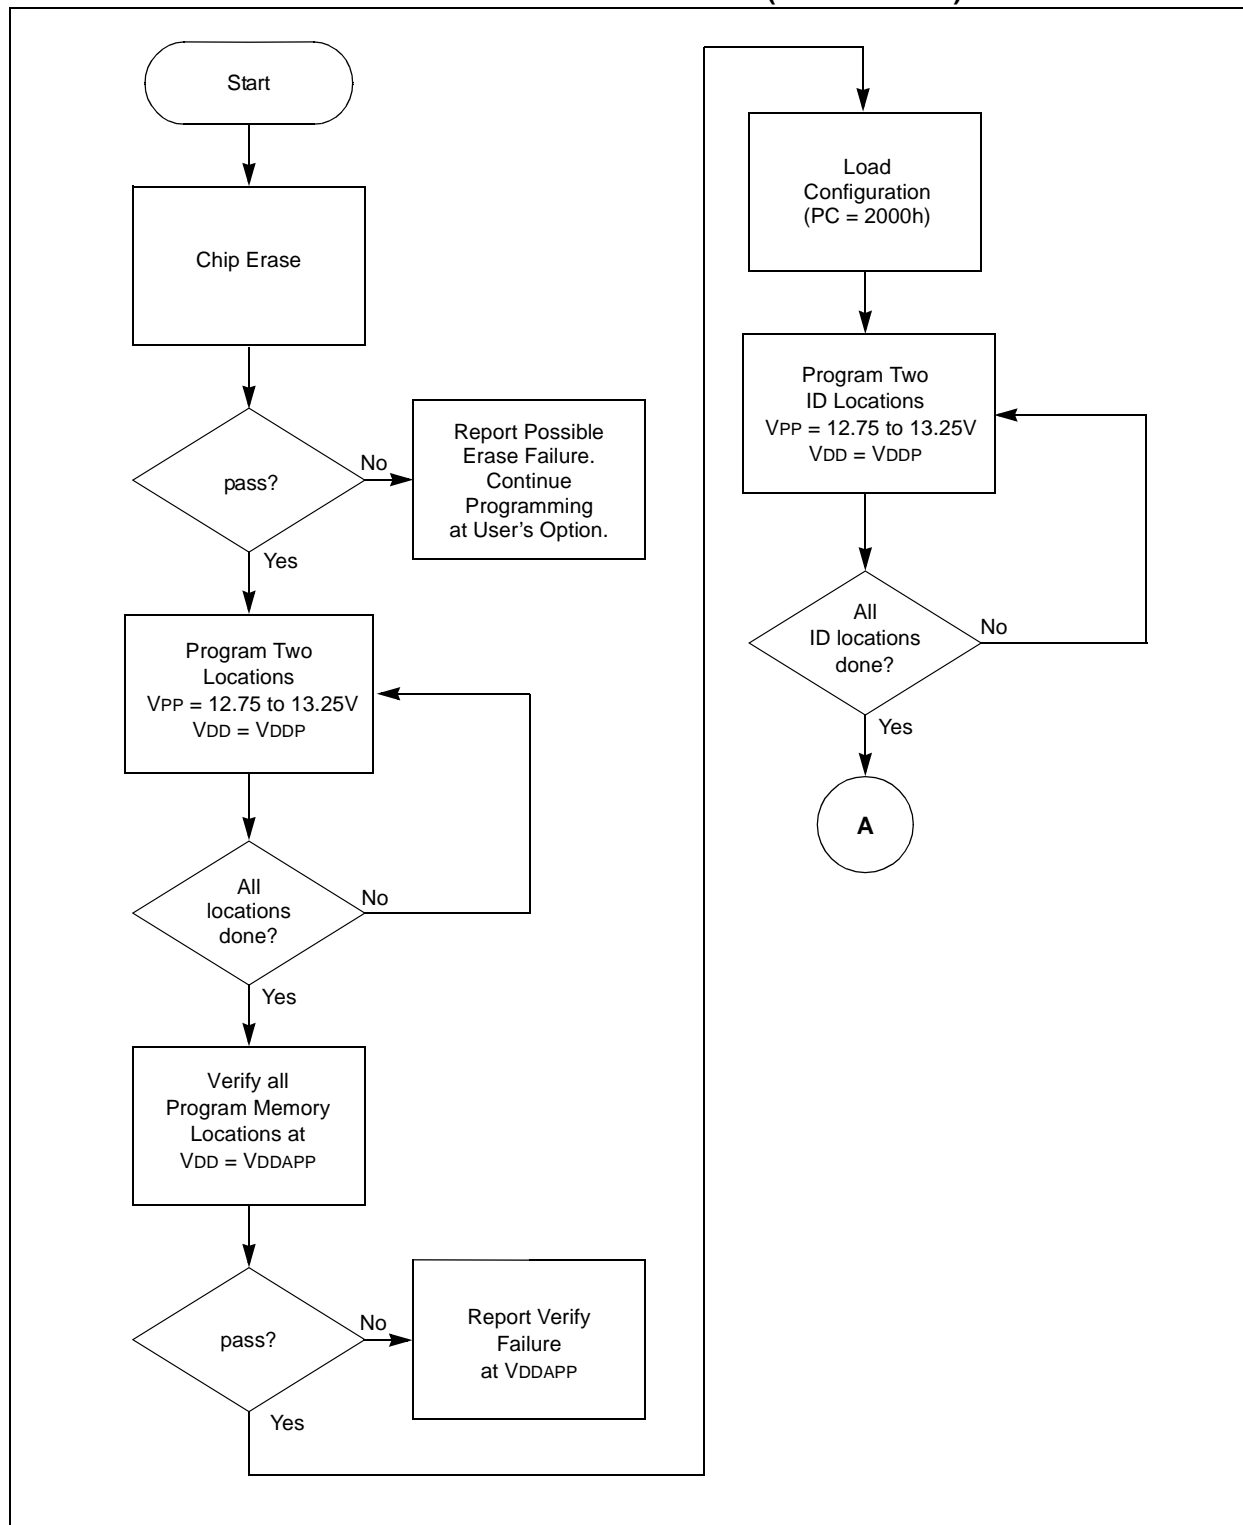 Start
Chip Erase
pass?
No
Report Possible
Erase Failure.
Continue
Programming
at User's Option.
Yes
Program Two
Locations
VPP = 12.75 to 13.25V
VDD = VDDP
All
locations
done?
No
Yes
Verify all
Program Memory
Locations at
VDD = VDDAPP
pass?
No
Report Verify
Failure
at VDDAPP
Yes
Load
Configuration
(PC = 2000h)
Program Two
ID Locations
VPP = 12.75 to 13.25V
VDD = VDDP
All
ID locations
done?
No
Yes
A